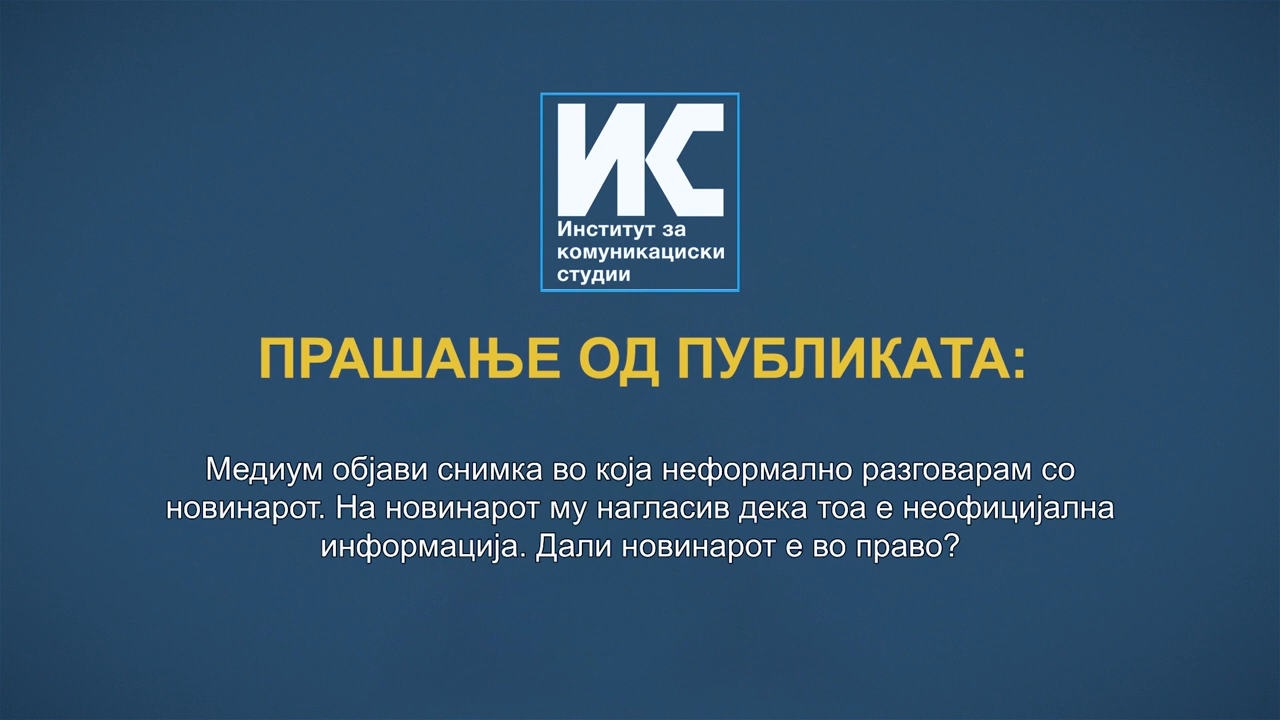 ИС
Институт за
комуникациски
студии
ПРАШАЊЕ ОД ПУБЛИКАТА:
Медиум објави снимка во која неформално разговарам со
новинарот. На новинарот му нагласив дека тоа е неофицијална
информација. Дали новинарот е во право?